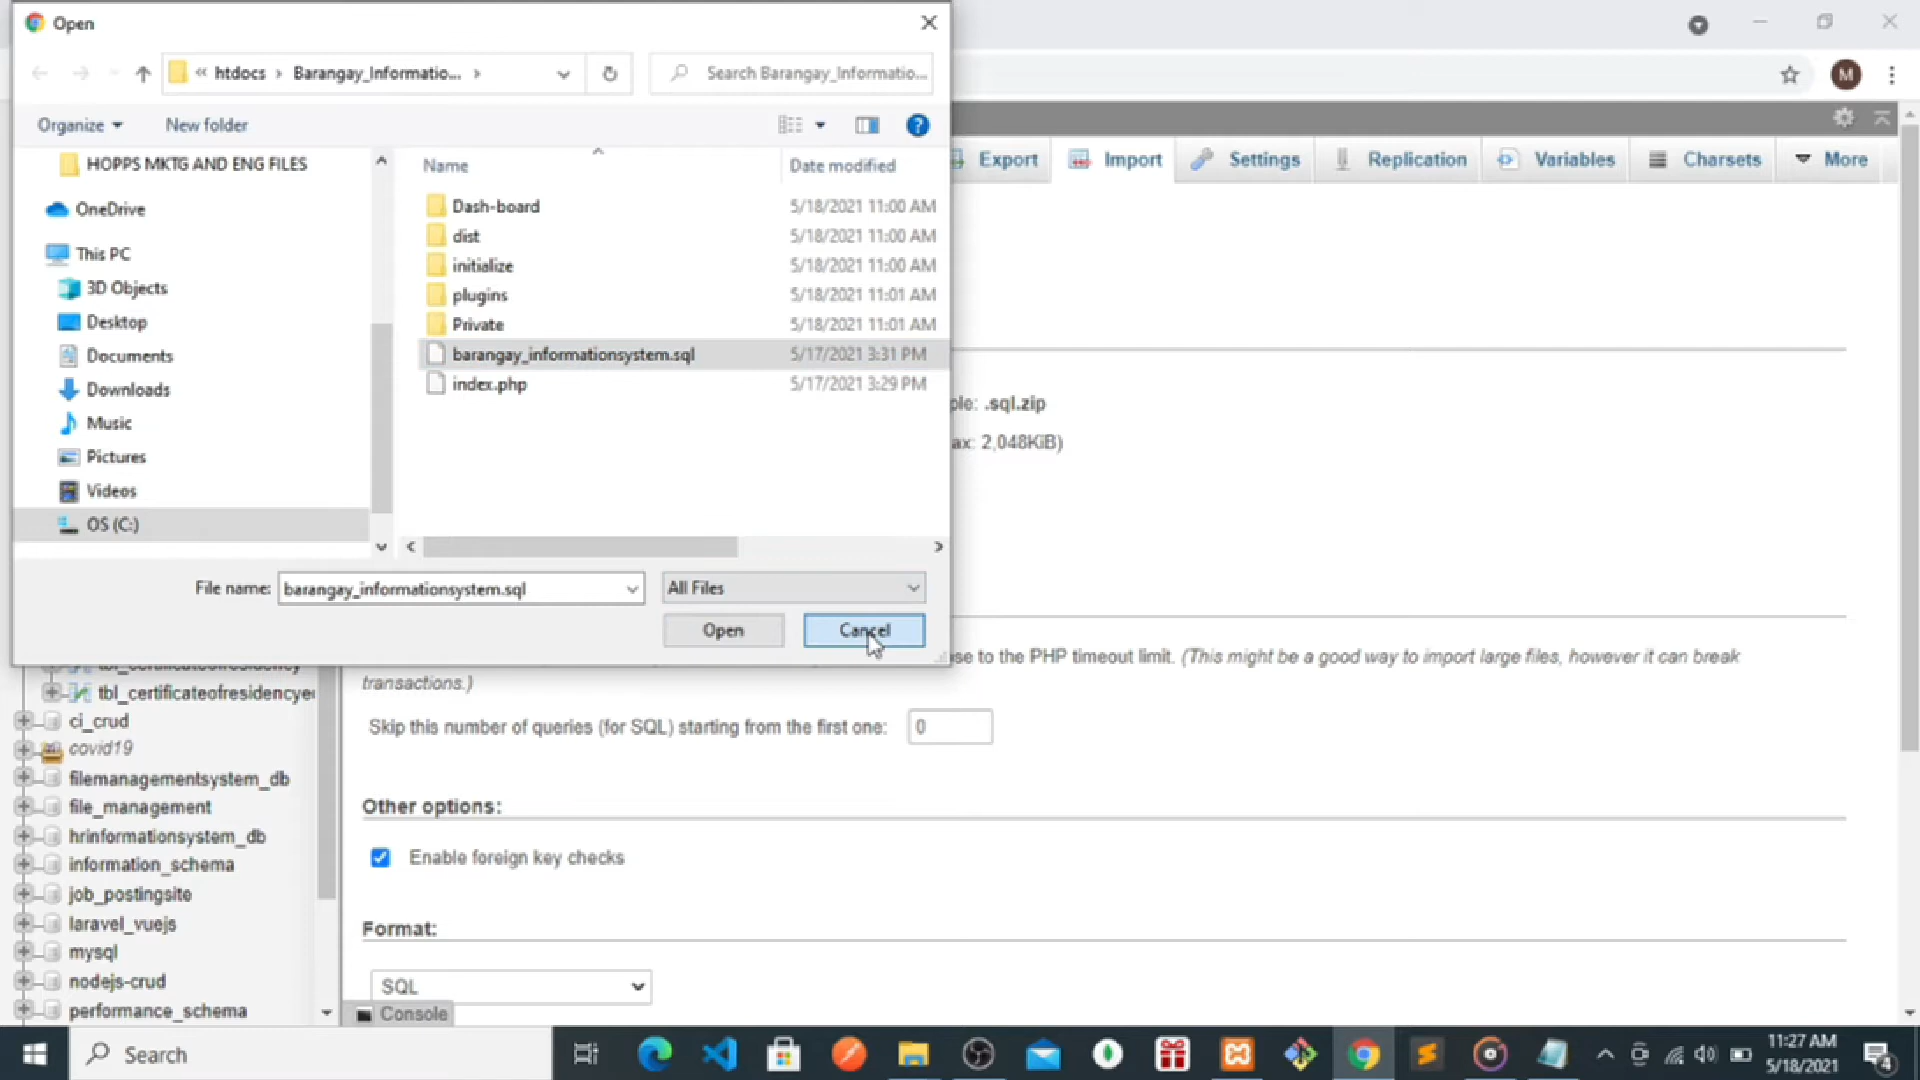 Open
« htdocs › Barangay_Informatio... ›
Search Barangay_Informatio...
M
Organize
New folder
Export
Import
Settings
Replication
Variables
Charsets
More
HOPPS MKTG AND ENG FILES
OneDrive
This PC
3D Objects
Desktop
Documents
Downloads
Music
Pictures
Videos
OS (C:)
Name
Date modified
Dash-board 5/18/2021 11:00 AM
dist 5/18/2021 11:00 AM
initialize 5/18/2021 11:00 AM
plugins 5/18/2021 11:01 AM
Private 5/18/2021 11:01 AM
barangay_informationsystem.sql 5/17/2021 3:31 PM
index.php 5/17/2021 3:29 PM
ple: .sql.zip
ax: 2,048KiB)
File name: barangay_informationsystem.sql
All Files
Open
Cancel
se to the PHP timeout limit. (This might be a good way to import large files, however it can break
transactions.)
Skip this number of queries (for SQL) starting from the first one: 0
Other options:
Enable foreign key checks
Format:
SQL
Console
tbl_certificateofresidency
tbl_certificateofresidencye
ci_crud
covid19
filemanagementsystem_db
file_management
hrinformationsystem_db
information_schema
job_postingsite
laravel_vuejs
mysql
nodejs-crud
performance_schema
Search
11:27 AM
5/18/2021
4